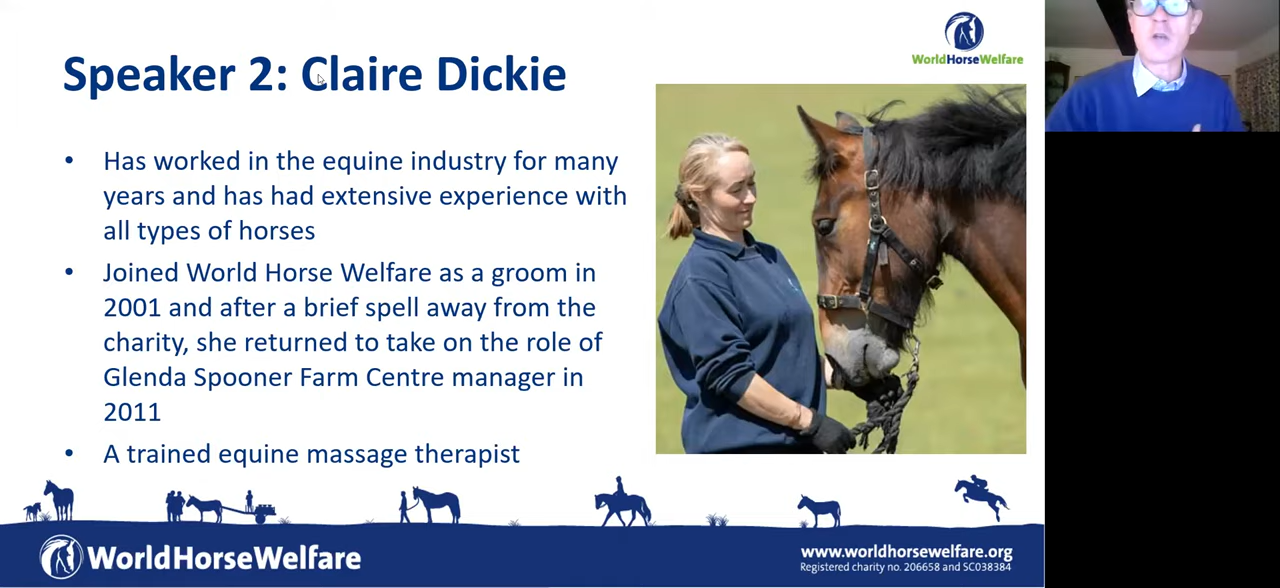 Speaker 2: Claire Dickie
WorldHorseWelfare
• Has worked in the equine industry for many
years and has had extensive experience with
all types of horses
• Joined World Horse Welfare as a groom in
2001 and after a brief spell away from the
charity, she returned to take on the role of
Glenda Spooner Farm Centre manager in
2011
• A trained equine massage therapist
WorldHorseWelfare
www.worldhorsewelfare.org
Registered charity no. 206658 and SC038384